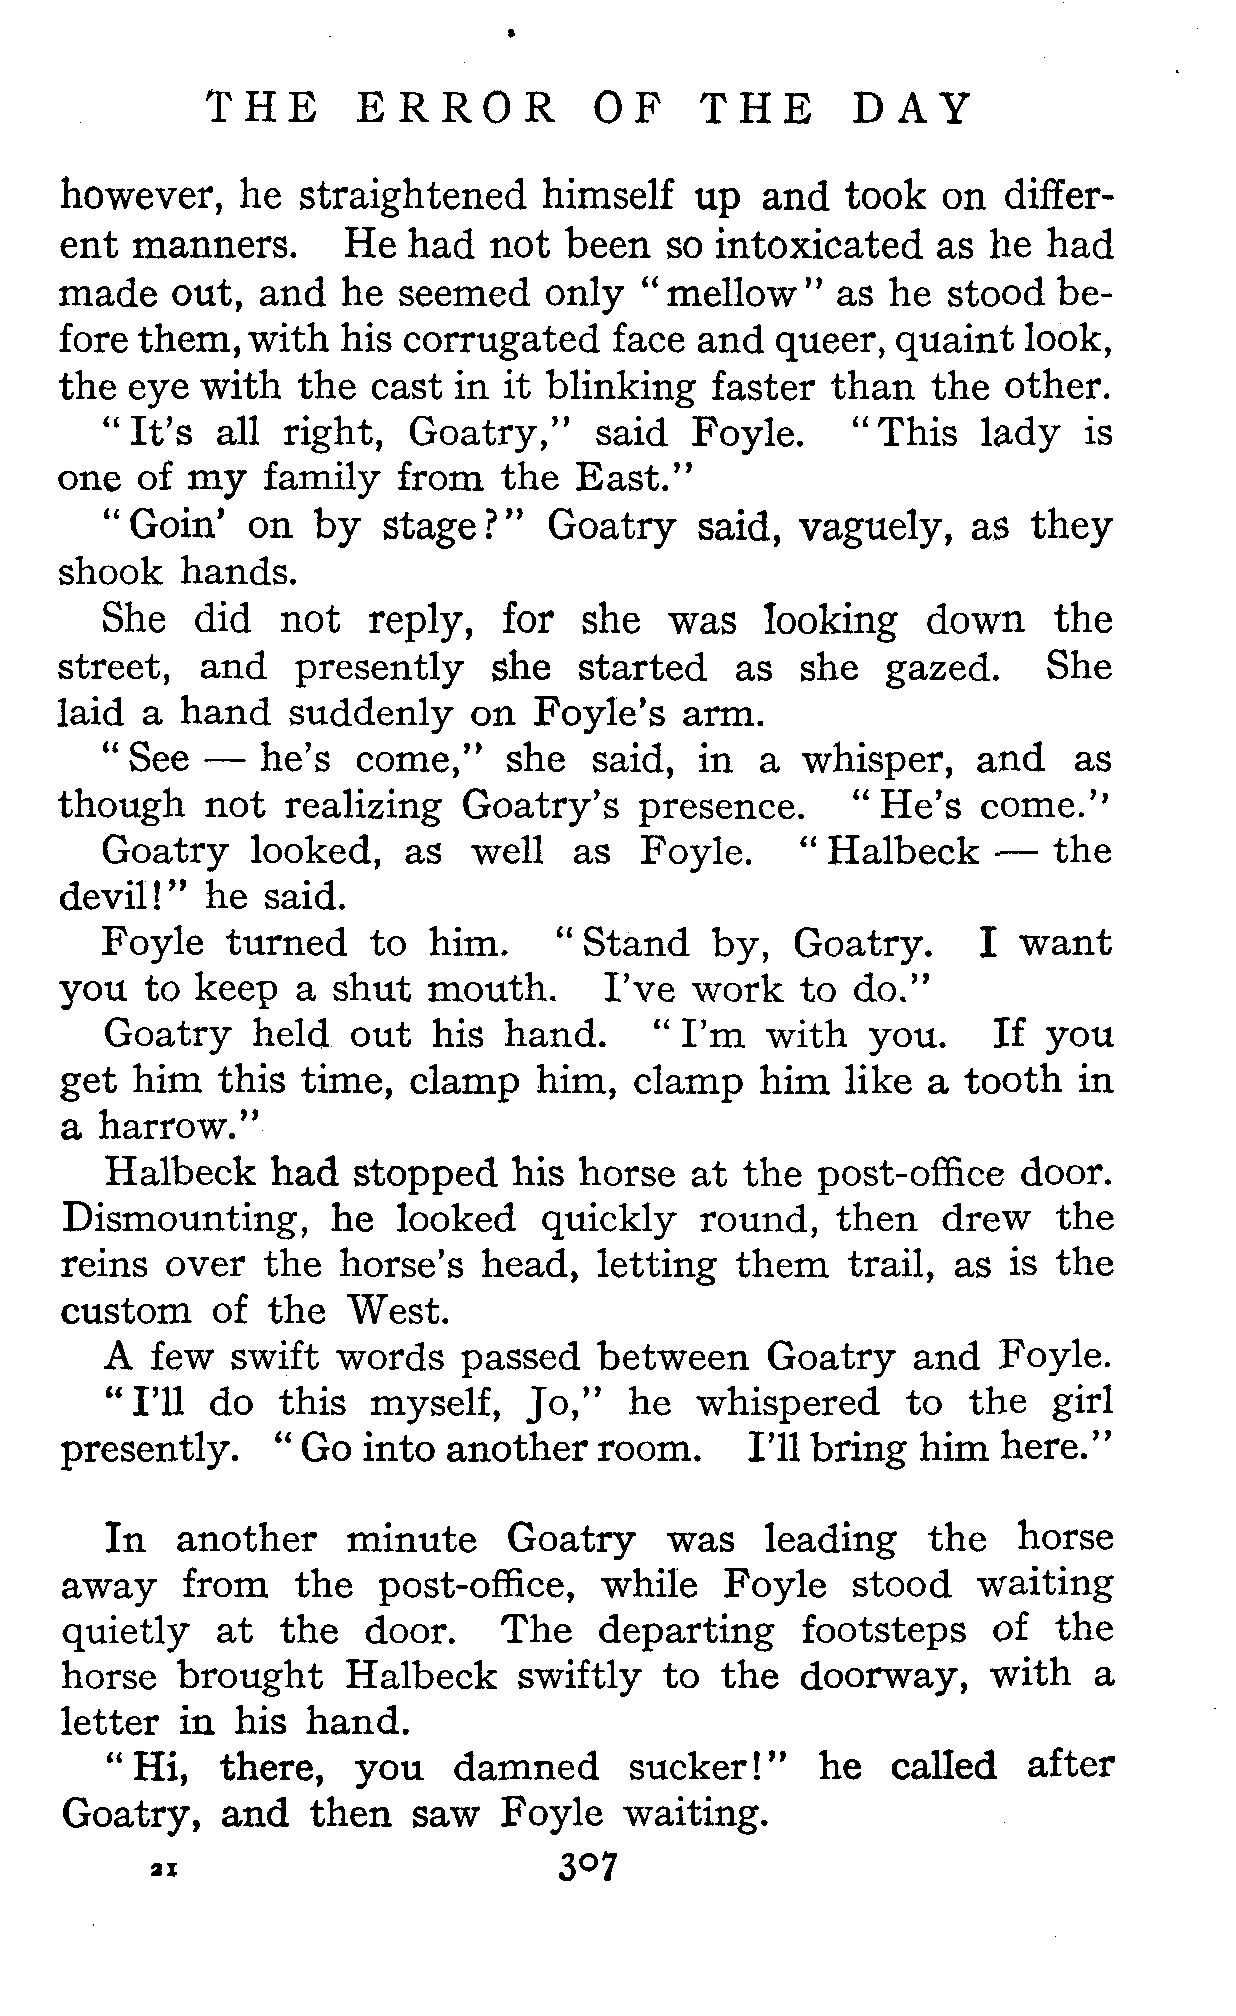 THE ERROR OF THE DAY
however, he straightened himself up and took on differ-
ent manners. He had not been so intoxicated as he had
made out, and he seemed only "mellow" as he stood be-
fore them, with his corrugated face and queer, quaint look,
the eye with the cast in it blinking faster than the other.
"It's all right, Goatry," said Foyle. "This lady is
one of my family from the East."
"Goin' on by stage?" Goatry said, vaguely, as they
shook hands.
She did not reply, for she was looking down the
street, and presently she started as she gazed. She
laid a hand suddenly on Foyle's arm.
"See — he's come," she said, in a whisper, and as
though not realizing Goatry's presence. "He's come."
Goatry looked, as well as Foyle. "Halbeck — the
devil!" he said.
Foyle turned to him. "Stand by, Goatry. I want
you to keep a shut mouth. I've work to do."
Goatry held out his hand. "I'm with you. If you
get him this time, clamp him, clamp him like a tooth in
a harrow."
Halbeck had stopped his horse at the post-office door.
Dismounting, he looked quickly round, then drew the
reins over the horse's head, letting them trail, as is the
custom of the West.
A few swift words passed between Goatry and Foyle.
"I'll do this myself, Jo," he whispered to the girl
presently. "Go into another room. I'll bring him here."
In another minute Goatry was leading the horse
away from the post-office, while Foyle stood waiting
quietly at the door. The departing footsteps of the
horse brought Halbeck swiftly to the doorway, with a
letter in his hand.
"Hi, there, you damned sucker!" he called after
Goatry, and then saw Foyle waiting.
21 307